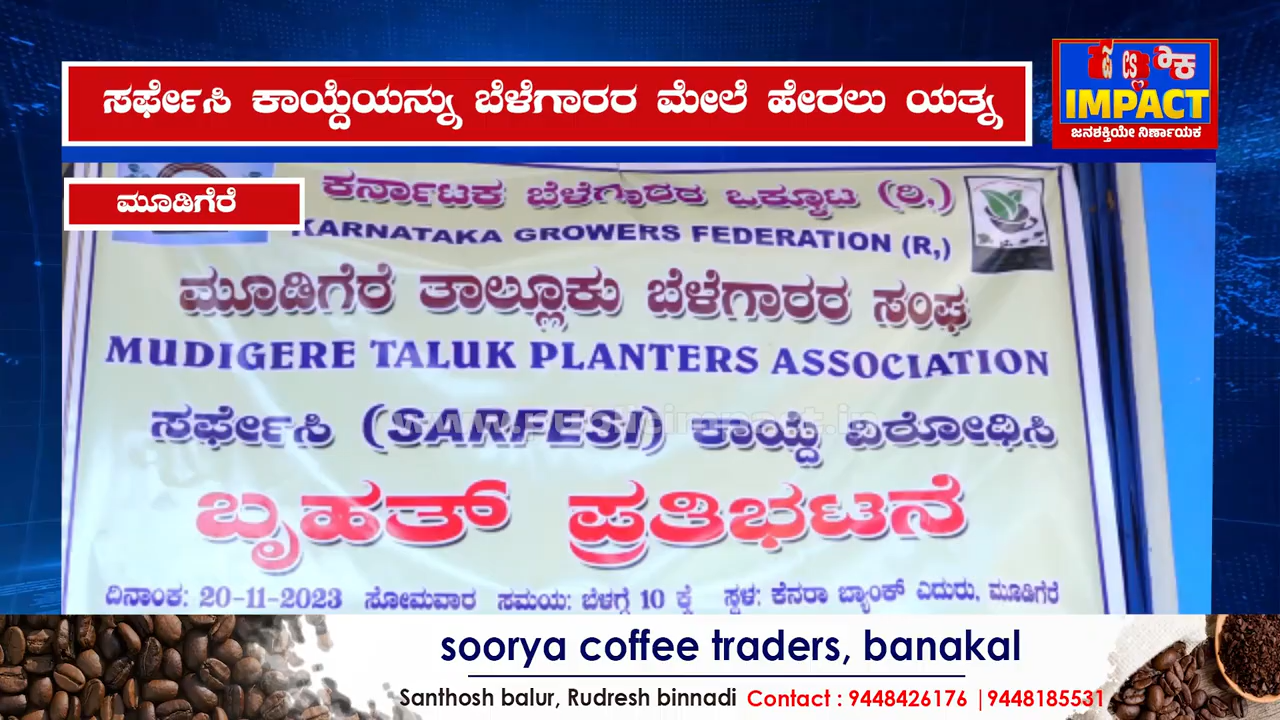 ಸರ್ಫೇಸಿ ಕಾಯ್ದೆಯನ್ನು ಬೆಳೆಗಾರರ ಮೇಲೆ ಹೇರಲು ಯತ್ನ
IMPACT
ಜನಶಕ್ತಿಯೇ ನಿರ್ಣಾಯಕ
ಮೂಡಿಗೆರೆ
ಕರ್ನಾಟಕ ಬೆಳೆಗಾರರ ಒಕ್ಕೂಟ (ರಿ.)
KARNATAKA GROWERS FEDERATION (R,)
ಮೂಡಿಗೆರೆ ತಾಲ್ಲೂಕು ಬೆಳೆಗಾರರ ಸಂಘ
MUDIGERE TALUK PLANTERS ASSOCIATION
ಸರ್ಫೇಸಿ (SARFESI) ಕಾಯ್ದೆ ವಿರೋಧಿಸಿ
ಬೃಹತ್ ಪ್ರತಿಭಟನೆ
ದಿನಾಂಕ: 20-11-2023 ಸೋಮವಾರ ಸಮಯ: ಬೆಳಗ್ಗೆ 10 ಕ್ಕೆ ಸ್ಥಳ: ಕೆನರಾ ಬ್ಯಾಂಕ್ ಎದುರು, ಮೂಡಿಗೆರೆ
soorya coffee traders, banakal
Santhosh balur, Rudresh binnadi Contact : 9448426176 |9448185531